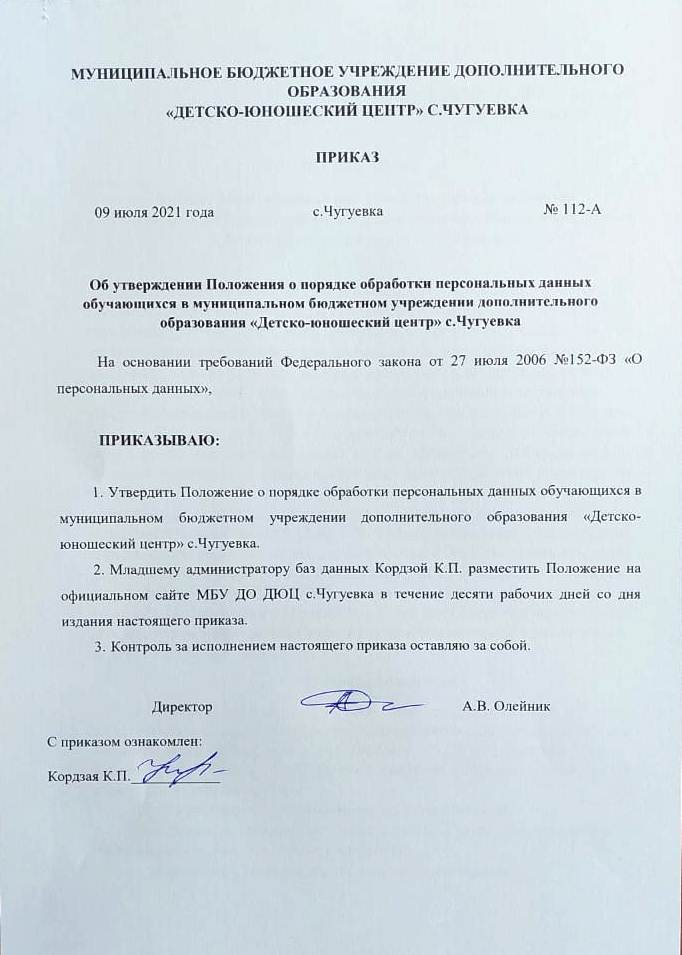 МУНИЦИПАЛЬНОЕ БЮДЖЕТНОЕ УЧРЕЖДЕНИЕ ДОПОЛНИТЕЛЬНОГО
ОБРАЗОВАНИЯ
«ДЕТСКО-ЮНОШЕСКИЙ ЦЕНТР» С.ЧУГУЕВКА
ПРИКАЗ
09 июля 2021 года с.Чугуевка № 112-А
Об утверждении Положения о порядке обработки персональных данных
обучающихся в муниципальном бюджетном учреждении дополнительного
образования «Детско-юношеский центр» с.Чугуевка
На основании требований Федерального закона от 27 июля 2006 №152-ФЗ «О
персональных данных»,
ПРИКАЗЫВАЮ:
1. Утвердить Положение о порядке обработки персональных данных обучающихся в
муниципальном бюджетном учреждении дополнительного образования «Детско-
юношеский центр» с.Чугуевка.
2. Младшему администратору баз данных Кордзой К.П. разместить Положение на
официальном сайте МБУ ДО ДЮЦ с.Чугуевка в течение десяти рабочих дней со дня
издания настоящего приказа.
3. Контроль за исполнением настоящего приказа оставляю за собой.
Директор А.В. Олейник
С приказом ознакомлен:
Кордзая К.П.